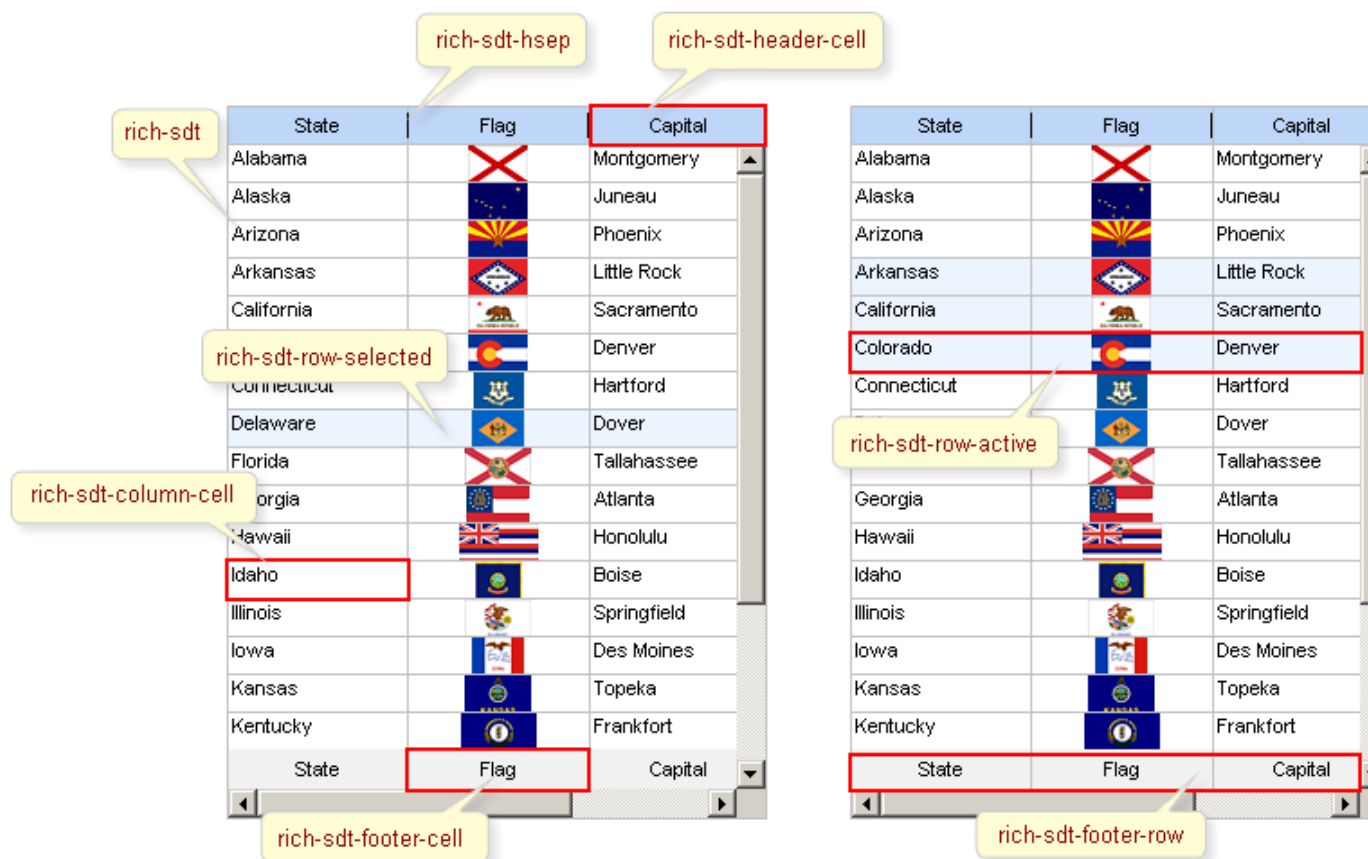 rich-sdt-hsep
rich-sdt-header-cell
rich-sdt
State Flag Capital
Alabama Montgomery
Alaska Juneau
Arizona Phoenix
Arkansas Little Rock
California Sacramento
rich-sdt-row-selected
Denver
Connecticut Hartford
Delaware Dover
Florida Tallahassee
rich-sdt-column-cell
orgia Atlanta
Hawaii Honolulu
Idaho Boise
Illinois Springfield
Iowa Des Moines
Kansas Topeka
KANSAS
Kentucky Frankfort
State Flag Capital
rich-sdt-footer-cell
State Flag Capital
Alabama Montgomery
Alaska Juneau
Arizona Phoenix
Arkansas Little Rock
California Sacramento
Colorado Denver
Connecticut Hartford
Dover
rich-sdt-row-active
Tallahassee
Georgia Atlanta
Hawaii Honolulu
Idaho Boise
Illinois Springfield
Iowa Des Moines
Kansas Topeka
KANSAS
Kentucky Frankfort
State Flag Capital
rich-sdt-footer-row